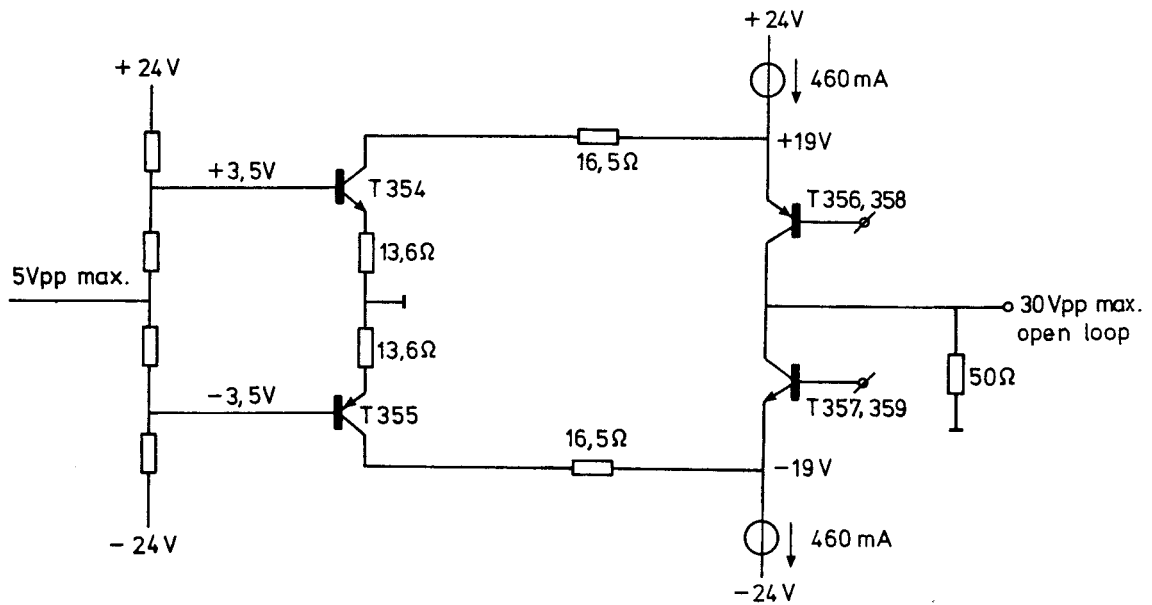 +24V
460mA
+24V
+19V
16,5Ω
+3,5V
T354
T356,358
13,6Ω
5Vpp max.
30Vpp max.
open loop
13,6Ω
50Ω
-3,5V
T355
T357,359
16,5Ω
-19V
-24V
460mA
-24V